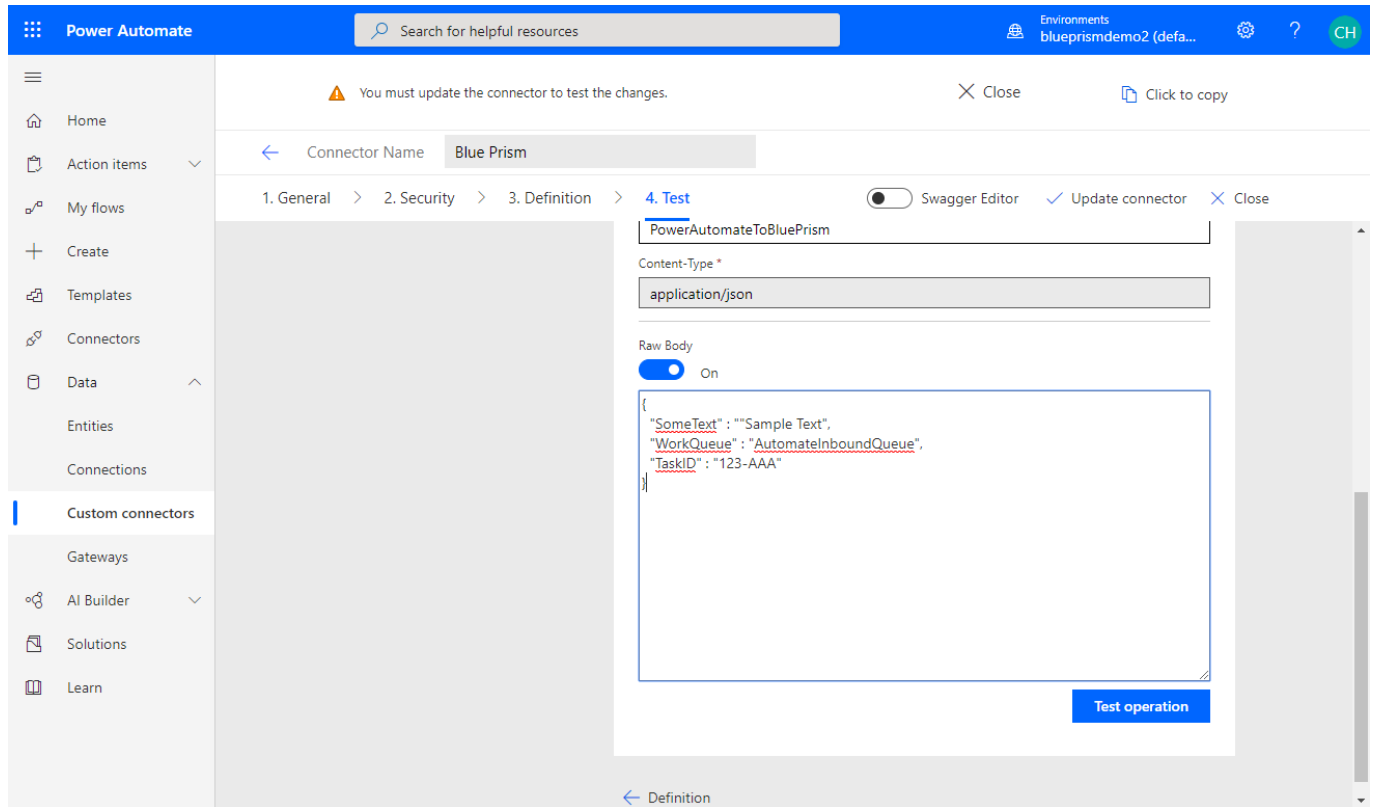 Power Automate
Search for helpful resources
Environments
blueprismdemo2 (defa...
?
CH
You must update the connector to test the changes.
Close
Click to copy
Home
Action items
My flows
Create
Templates
Connectors
Data
Entities
Connections
Custom connectors
Gateways
AI Builder
Solutions
Learn
Connector Name
Blue Prism
1. General > 2. Security > 3. Definition > 4. Test
Swagger Editor
Update connector
Close
PowerAutomateToBluePrism
Content-Type *
application/json
Raw Body
On
{
"SomeText" : ""Sample Text",
"WorkQueue" : "AutomateInboundQueue",
"TaskID" : "123-AAA"
}
Test operation
Definition